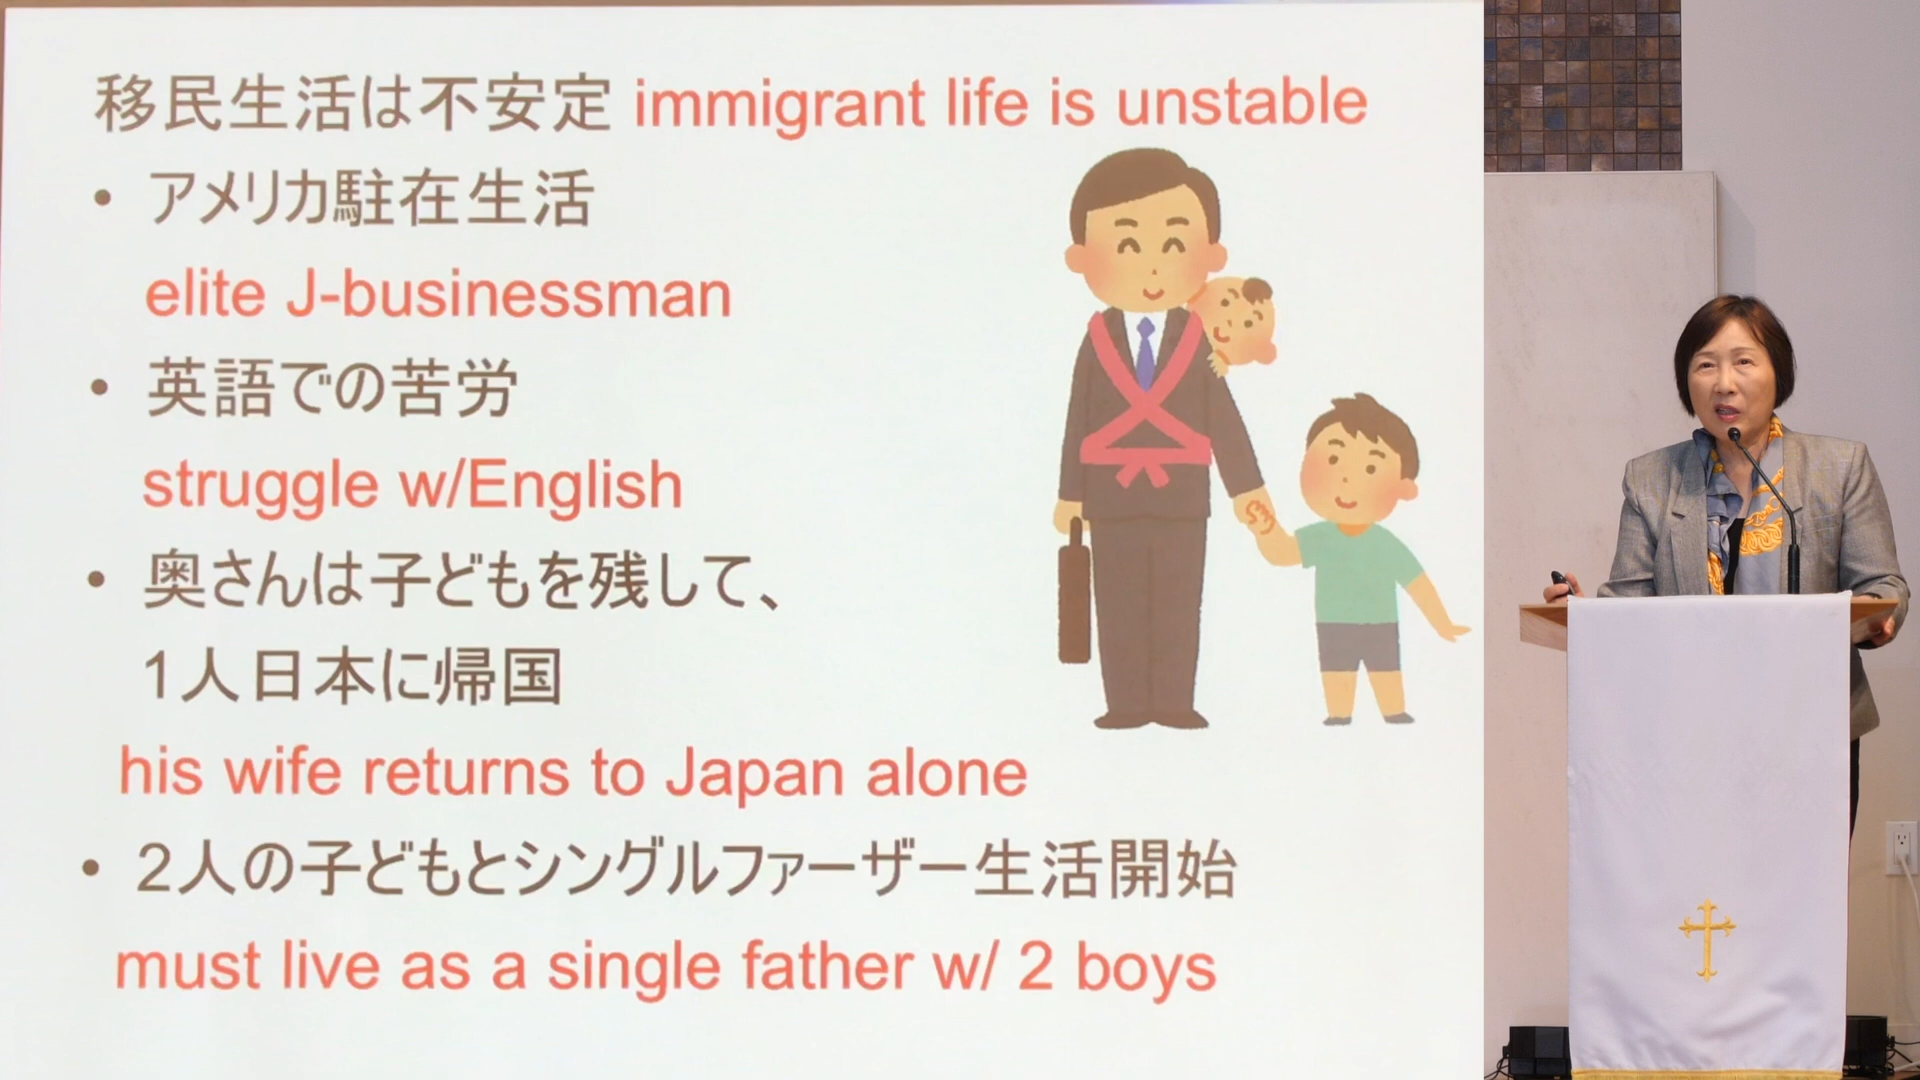 移民生活は不安定 immigrant life is unstable
• アメリカ駐在生活
elite J-businessman
• 英語での苦労
struggle w/English
• 奥さんは子どもを残して、
1人日本に帰国
his wife returns to Japan alone
• 2人の子どもとシングルファーザー生活開始
must live as a single father w/ 2 boys